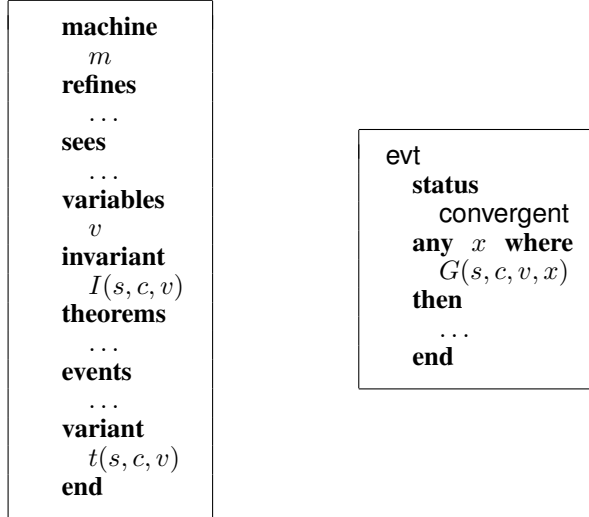 machine
m
refines
...
sees
...
variables
v
invariant
I(s, c, v)
theorems
...
events
...
variant
t(s, c, v)
end
evt
status
convergent
any x where
G(s, c, v, x)
then
...
end